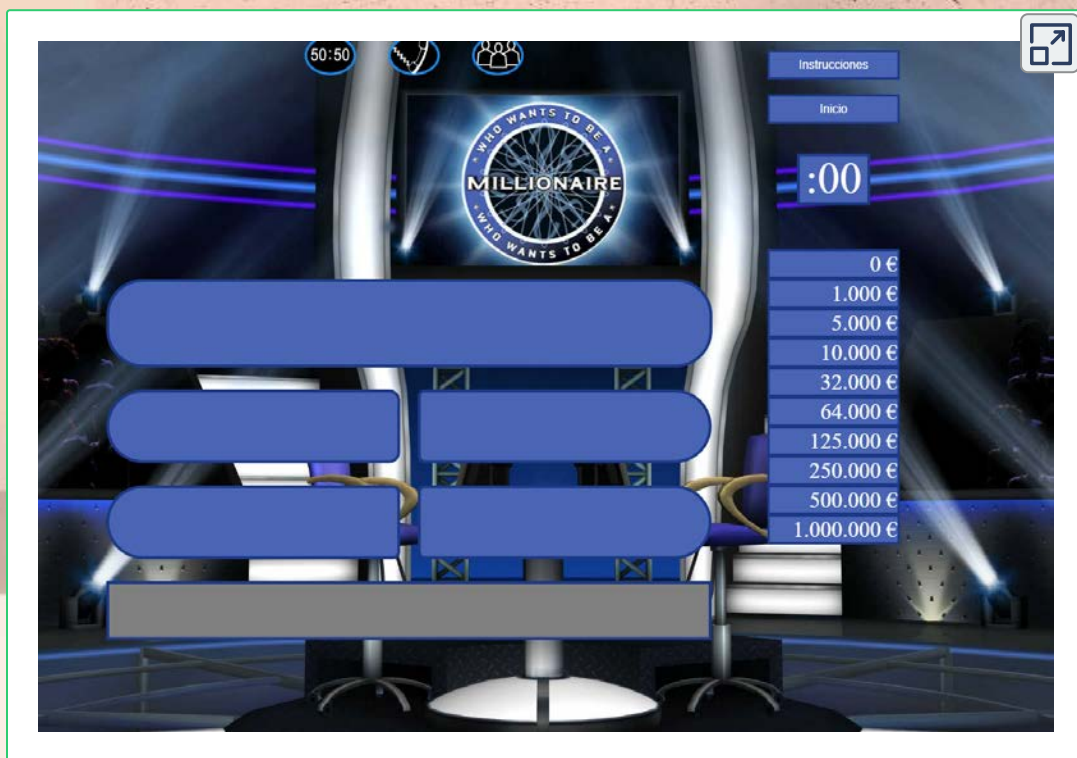 50:50
Instrucciones
Inicio
WHO WANTS TO BE A
MILLIONAIRE
WHO WANTS TO BE A
:00
0 €
1.000 €
5.000 €
10.000 €
32.000 €
64.000 €
125.000 €
250.000 €
500.000 €
1.000.000 €